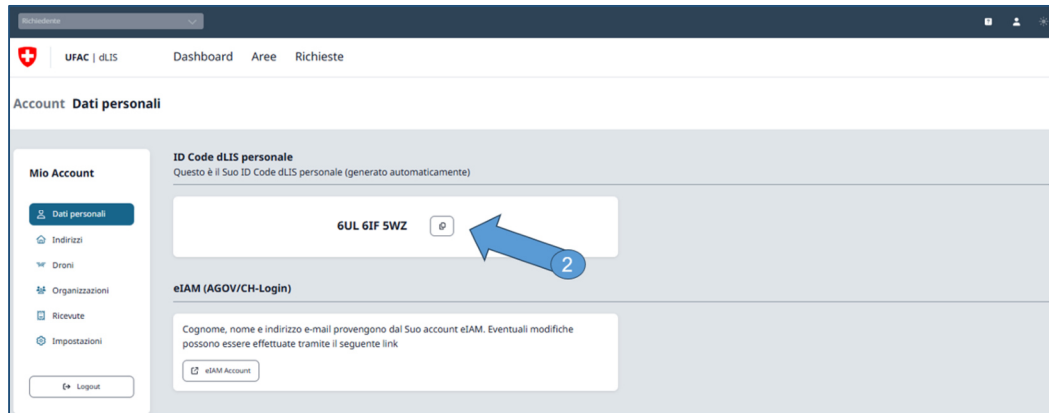 Richiedente
UFAC | dLIS
Dashboard Aree Richieste
Account Dati personali
Mio Account
Dati personali
Indirizzi
Droni
Organizzazioni
Ricevute
Impostazioni
Logout
ID Code dLIS personale
Questo è il Suo ID Code dLIS personale (generato automaticamente)
6UL 6IF 5WZ
2
eIAM (AGOV/CH-Login)
Cognome, nome e indirizzo e-mail provengono dal Suo account eIAM. Eventuali modifiche
possono essere effettuate tramite il seguente link
eIAM Account